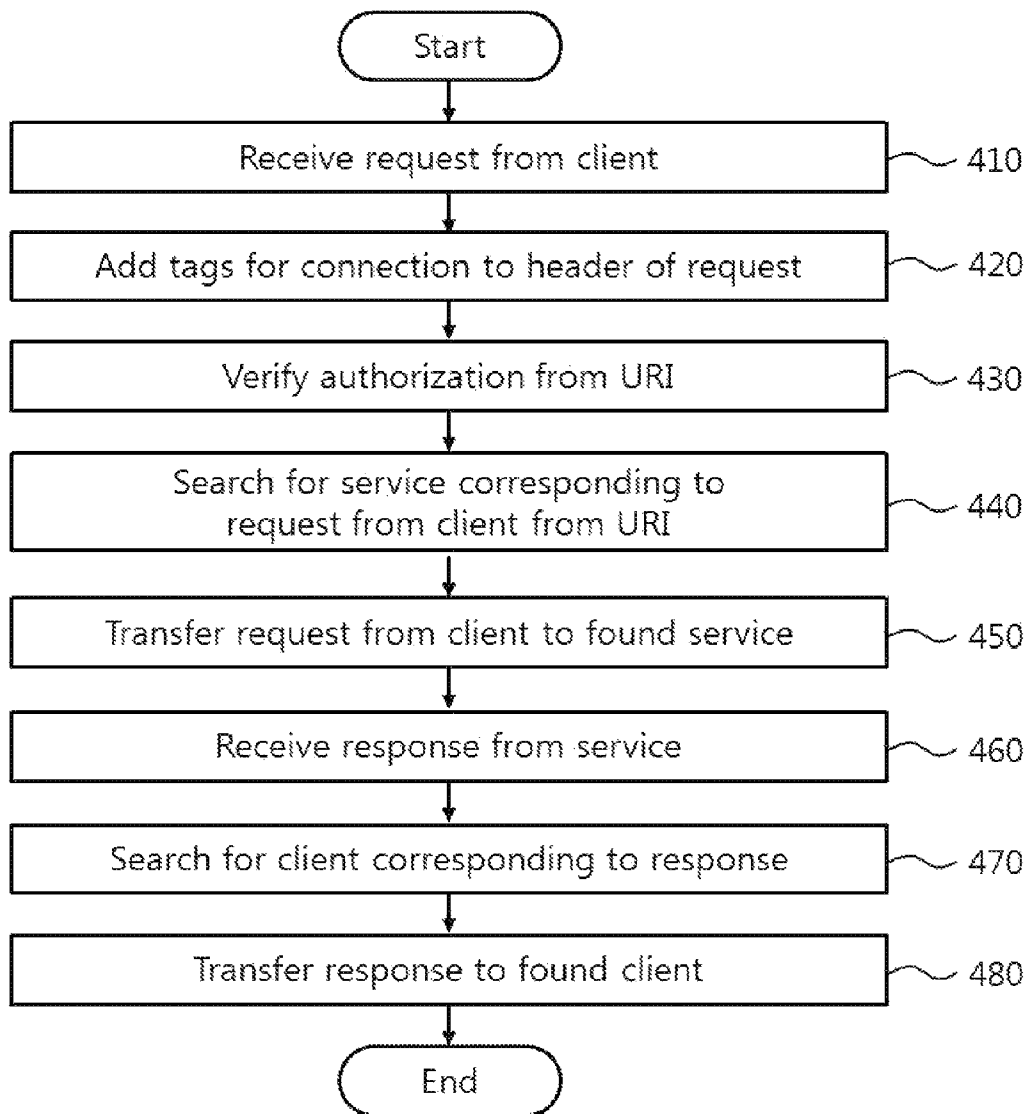 Start
Receive request from client
410
Add tags for connection to header of request
420
Verify authorization from URI
430
Search for service corresponding to
request from client from URI
440
Transfer request from client to found service
450
Receive response from service
460
Search for client corresponding to response
470
Transfer response to found client
480
End